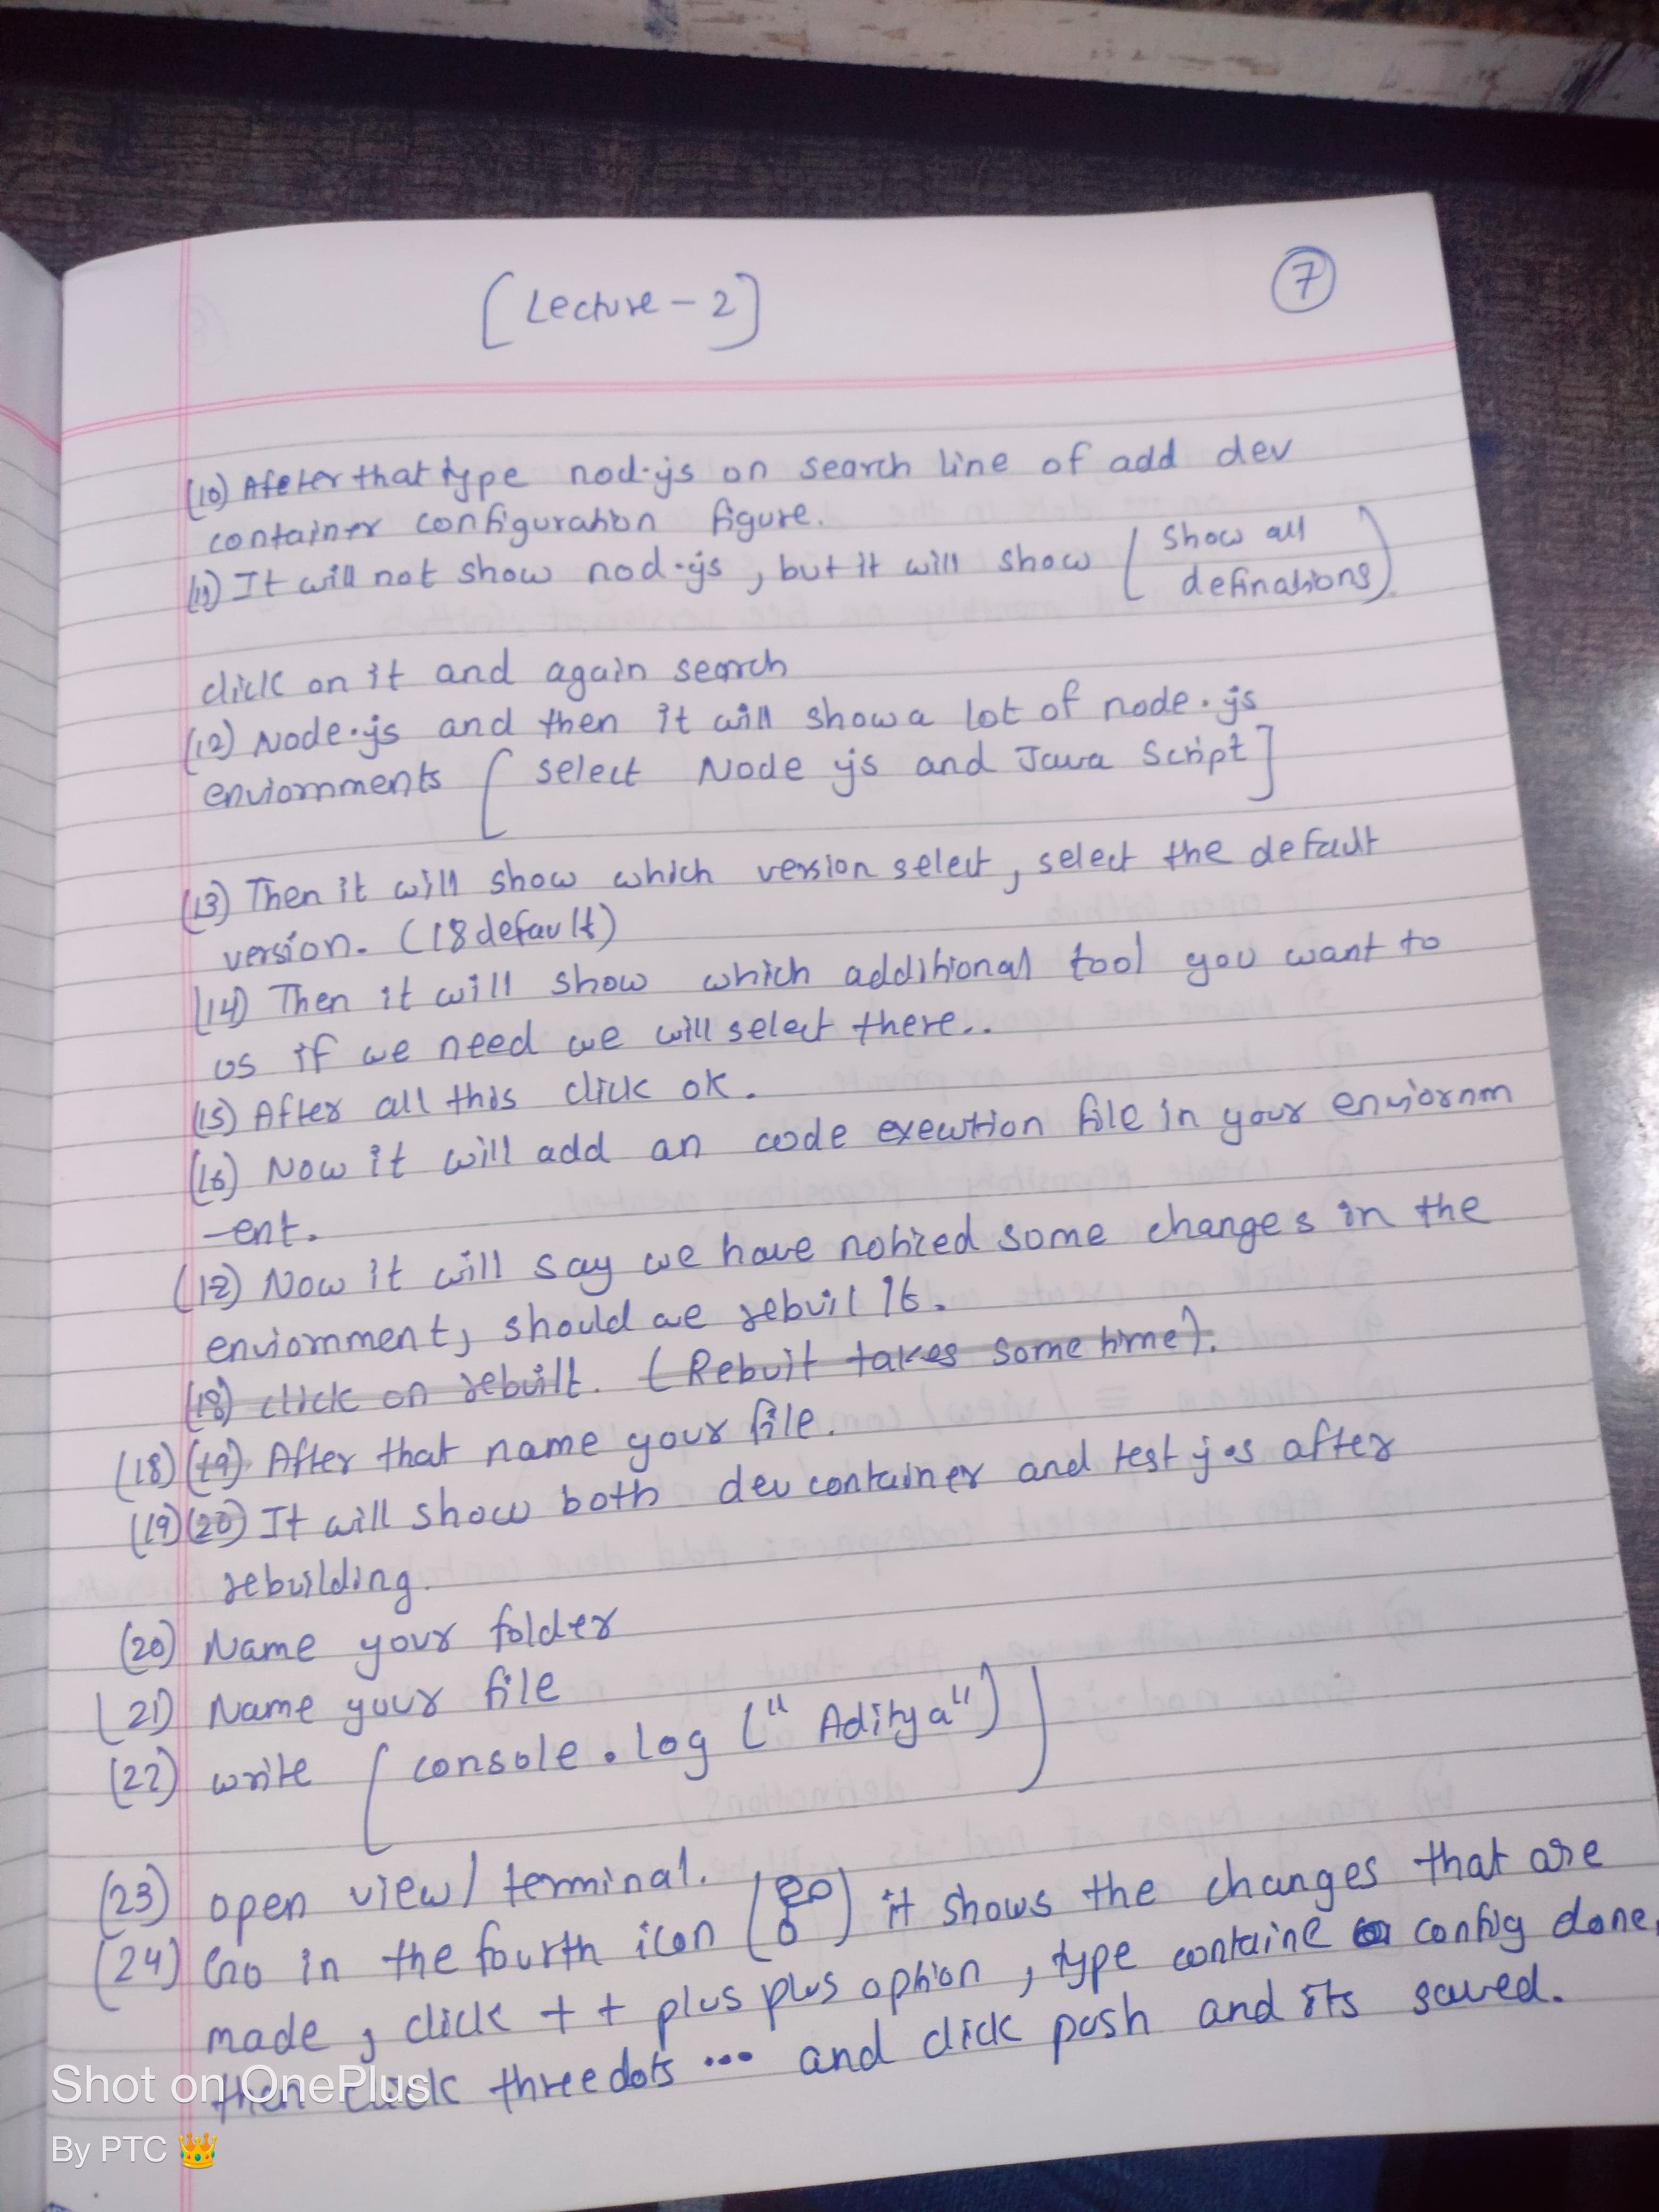 [Lecture - 2]
7
(10) Afeter that type nod.js on search line of add dev
container configuration figure.
(11) It will not show nod.js, but it will show [show all
definations]
click on it and again search
(12) Node.js and then it will show a lot of node.js
enviornments [select Node js and Java Script]
(13) Then it will show which version select, select the default
version. (18 default)
(14) Then it will show which additional tool you want to
us if we need we will select there..
(15) After all this click ok.
(16) Now it will add an code execution file in your enviornm
-ent.
(17) Now it will say we have noticed some changes in the
enviornment, should we rebuil it.
(18) click on rebuilt. (Rebuit takes some time).
(18) (19) After that name your file.
(19) (20) It will show both dev container and test j.s after
rebuilding.
(20) Name your folder
(21) Name your file
(22) write [console.log ("Aditya")]
(23) open view/terminal.
(24) Go in the fourth icon ( ) it shows the changes that are
made, click + + plus plus option, type containe config done,
then click three dots ... and click push and its saved.
Shot on OnePlus
By PTC 👑